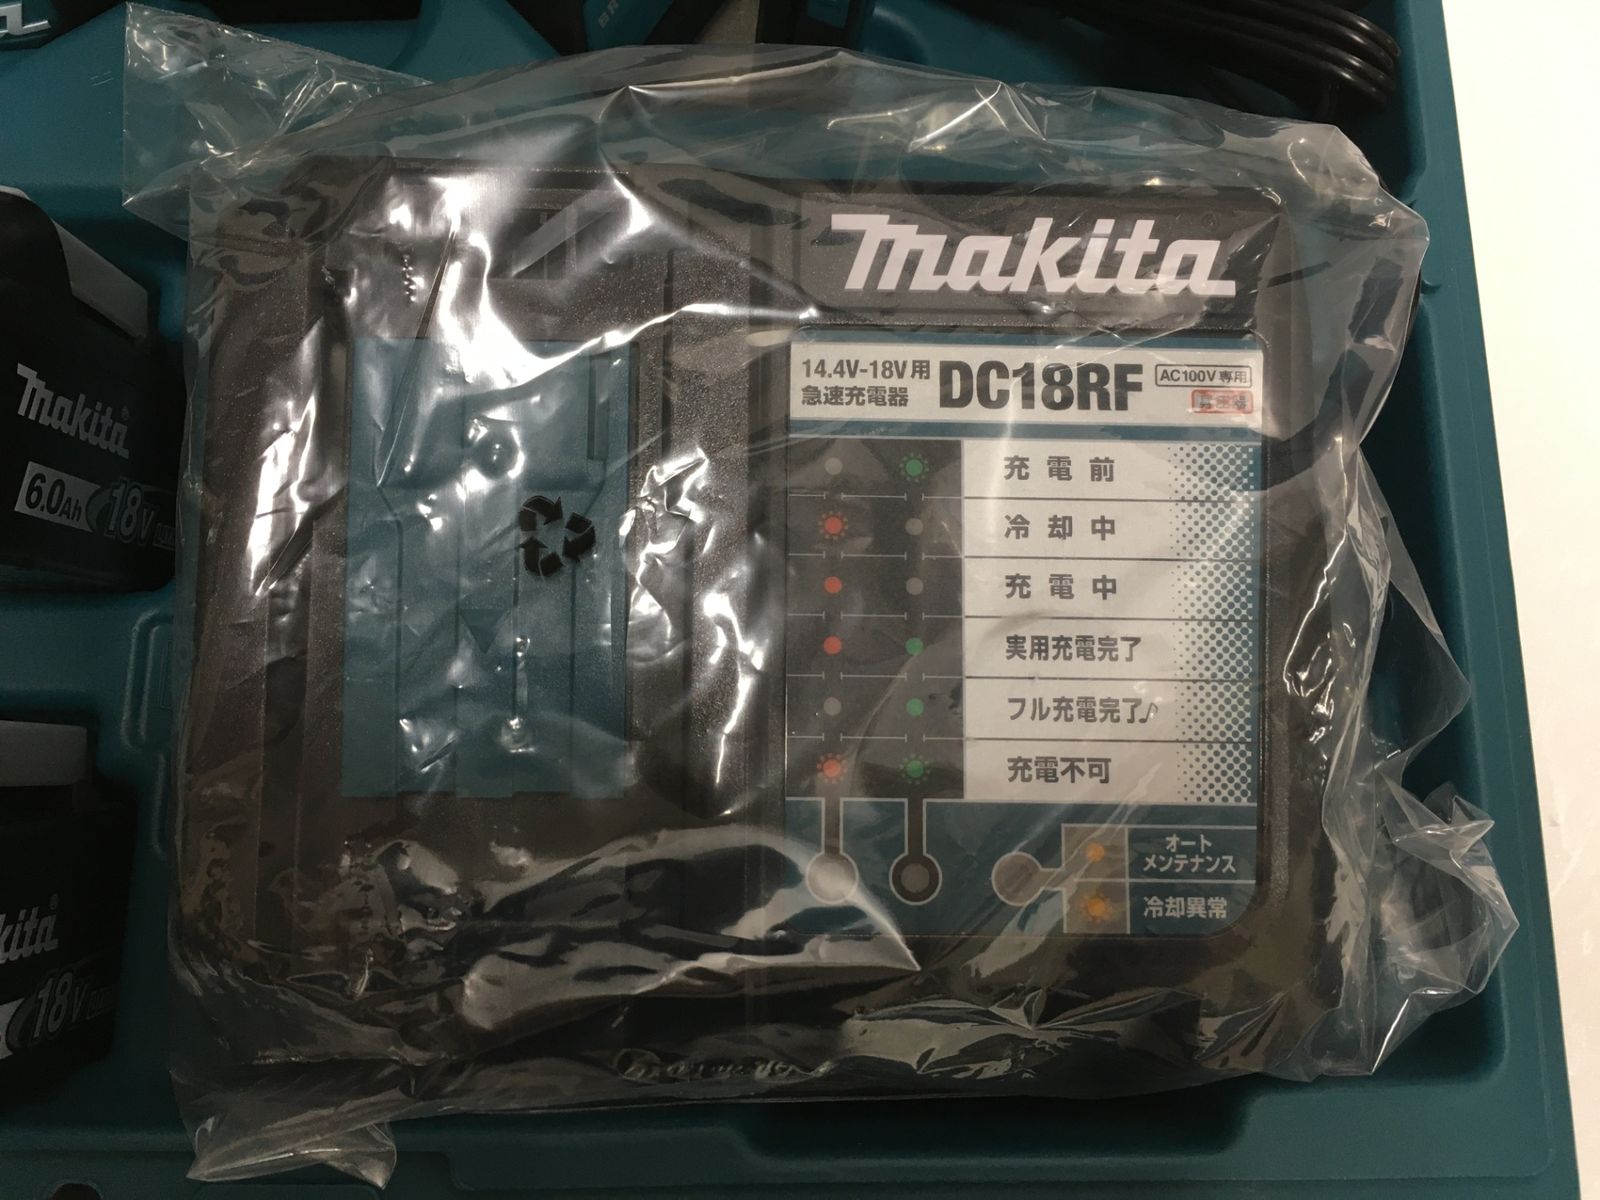 makita
14.4V-18V用
急速充電器
DC18RF
AC100V専用
充電前
冷却中
充電中
実用充電完了
フル充電完了♪
充電不可
オート
メンテナンス
冷却異常
makita
6.0Ah
18V
kita
18V
BR